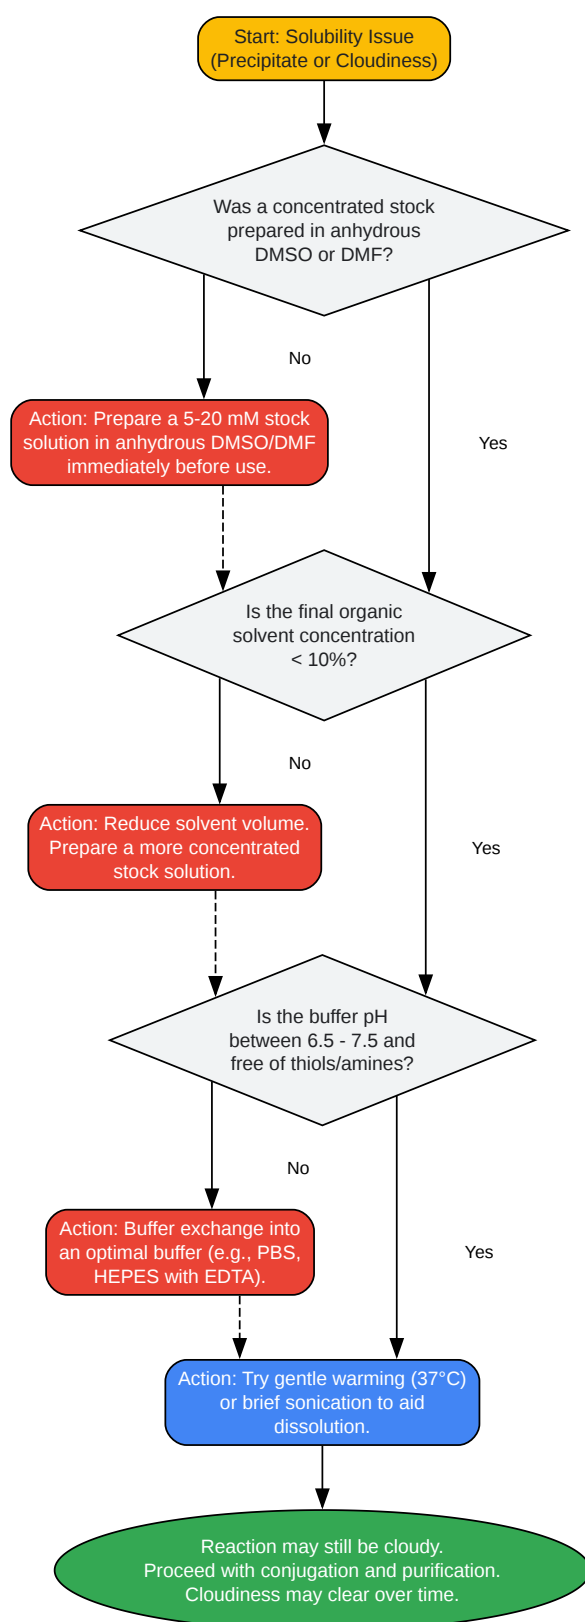 Start: Solubility Issue
(Precipitate or Cloudiness)
Was a concentrated stock
prepared in anhydrous
DMSO or DMF?
No
Action: Prepare a 5-20 mM stock
solution in anhydrous DMSO/DMF
immediately before use.
Yes
Is the final organic
solvent concentration
< 10%?
No
Action: Reduce solvent volume.
Prepare a more concentrated
stock solution.
Yes
Is the buffer pH
between 6.5 - 7.5 and
free of thiols/amines?
No
Action: Buffer exchange into
an optimal buffer (e.g., PBS,
HEPES with EDTA).
Yes
Action: Try gentle warming (37°C)
or brief sonication to aid
dissolution.
Reaction may still be cloudy.
Proceed with conjugation and purification.
Cloudiness may clear over time.